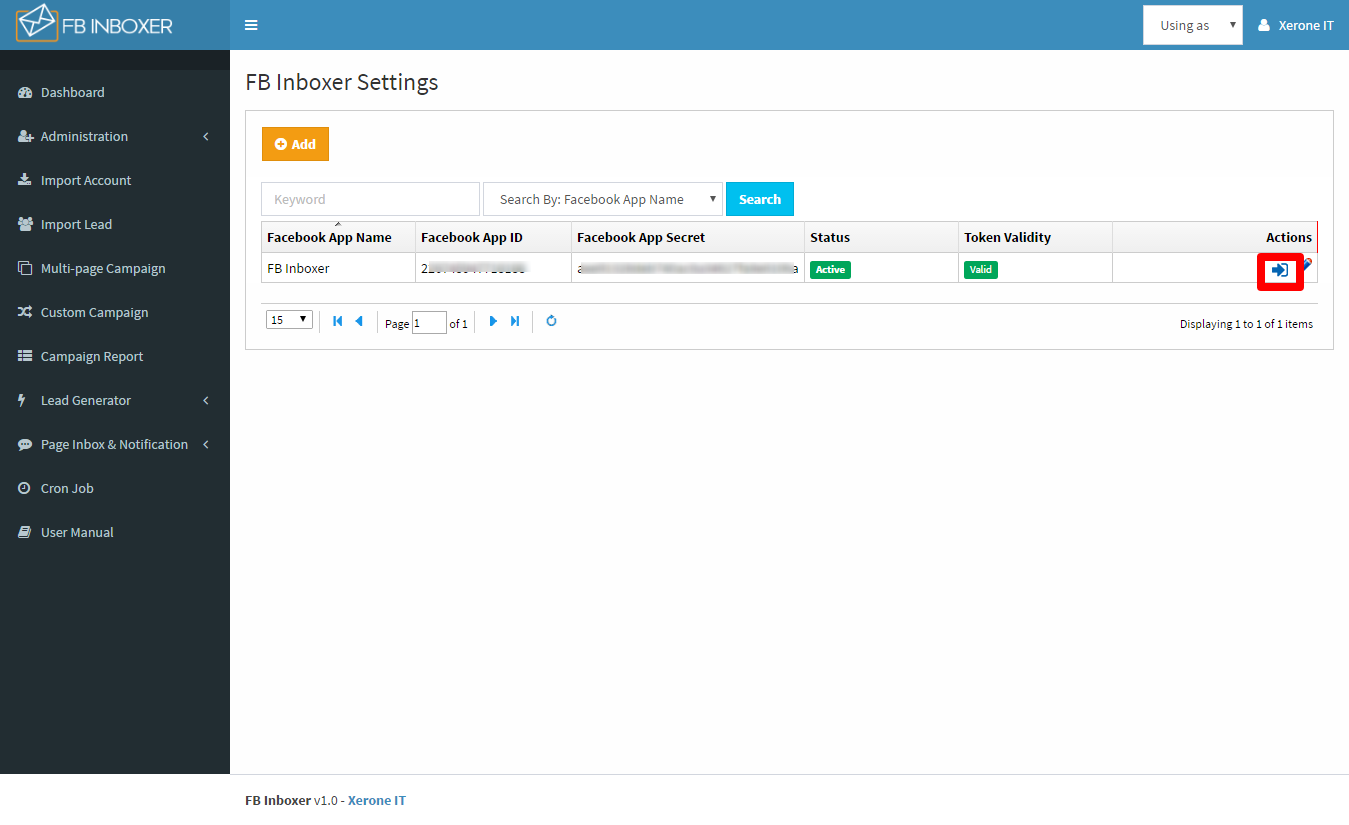 FB INBOXER
Using as
Xerone IT
Dashboard
Administration
Import Account
Import Lead
Multi-page Campaign
Custom Campaign
Campaign Report
Lead Generator
Page Inbox & Notification
Cron Job
User Manual
FB Inboxer Settings
Add
Keyword
Search By: Facebook App Name
Search
Facebook App Name Facebook App ID Facebook App Secret Status Token Validity Actions
FB Inboxer Active Valid
15 Page 1 of 1 Displaying 1 to 1 of 1 items
FB Inboxer v1.0 - Xerone IT